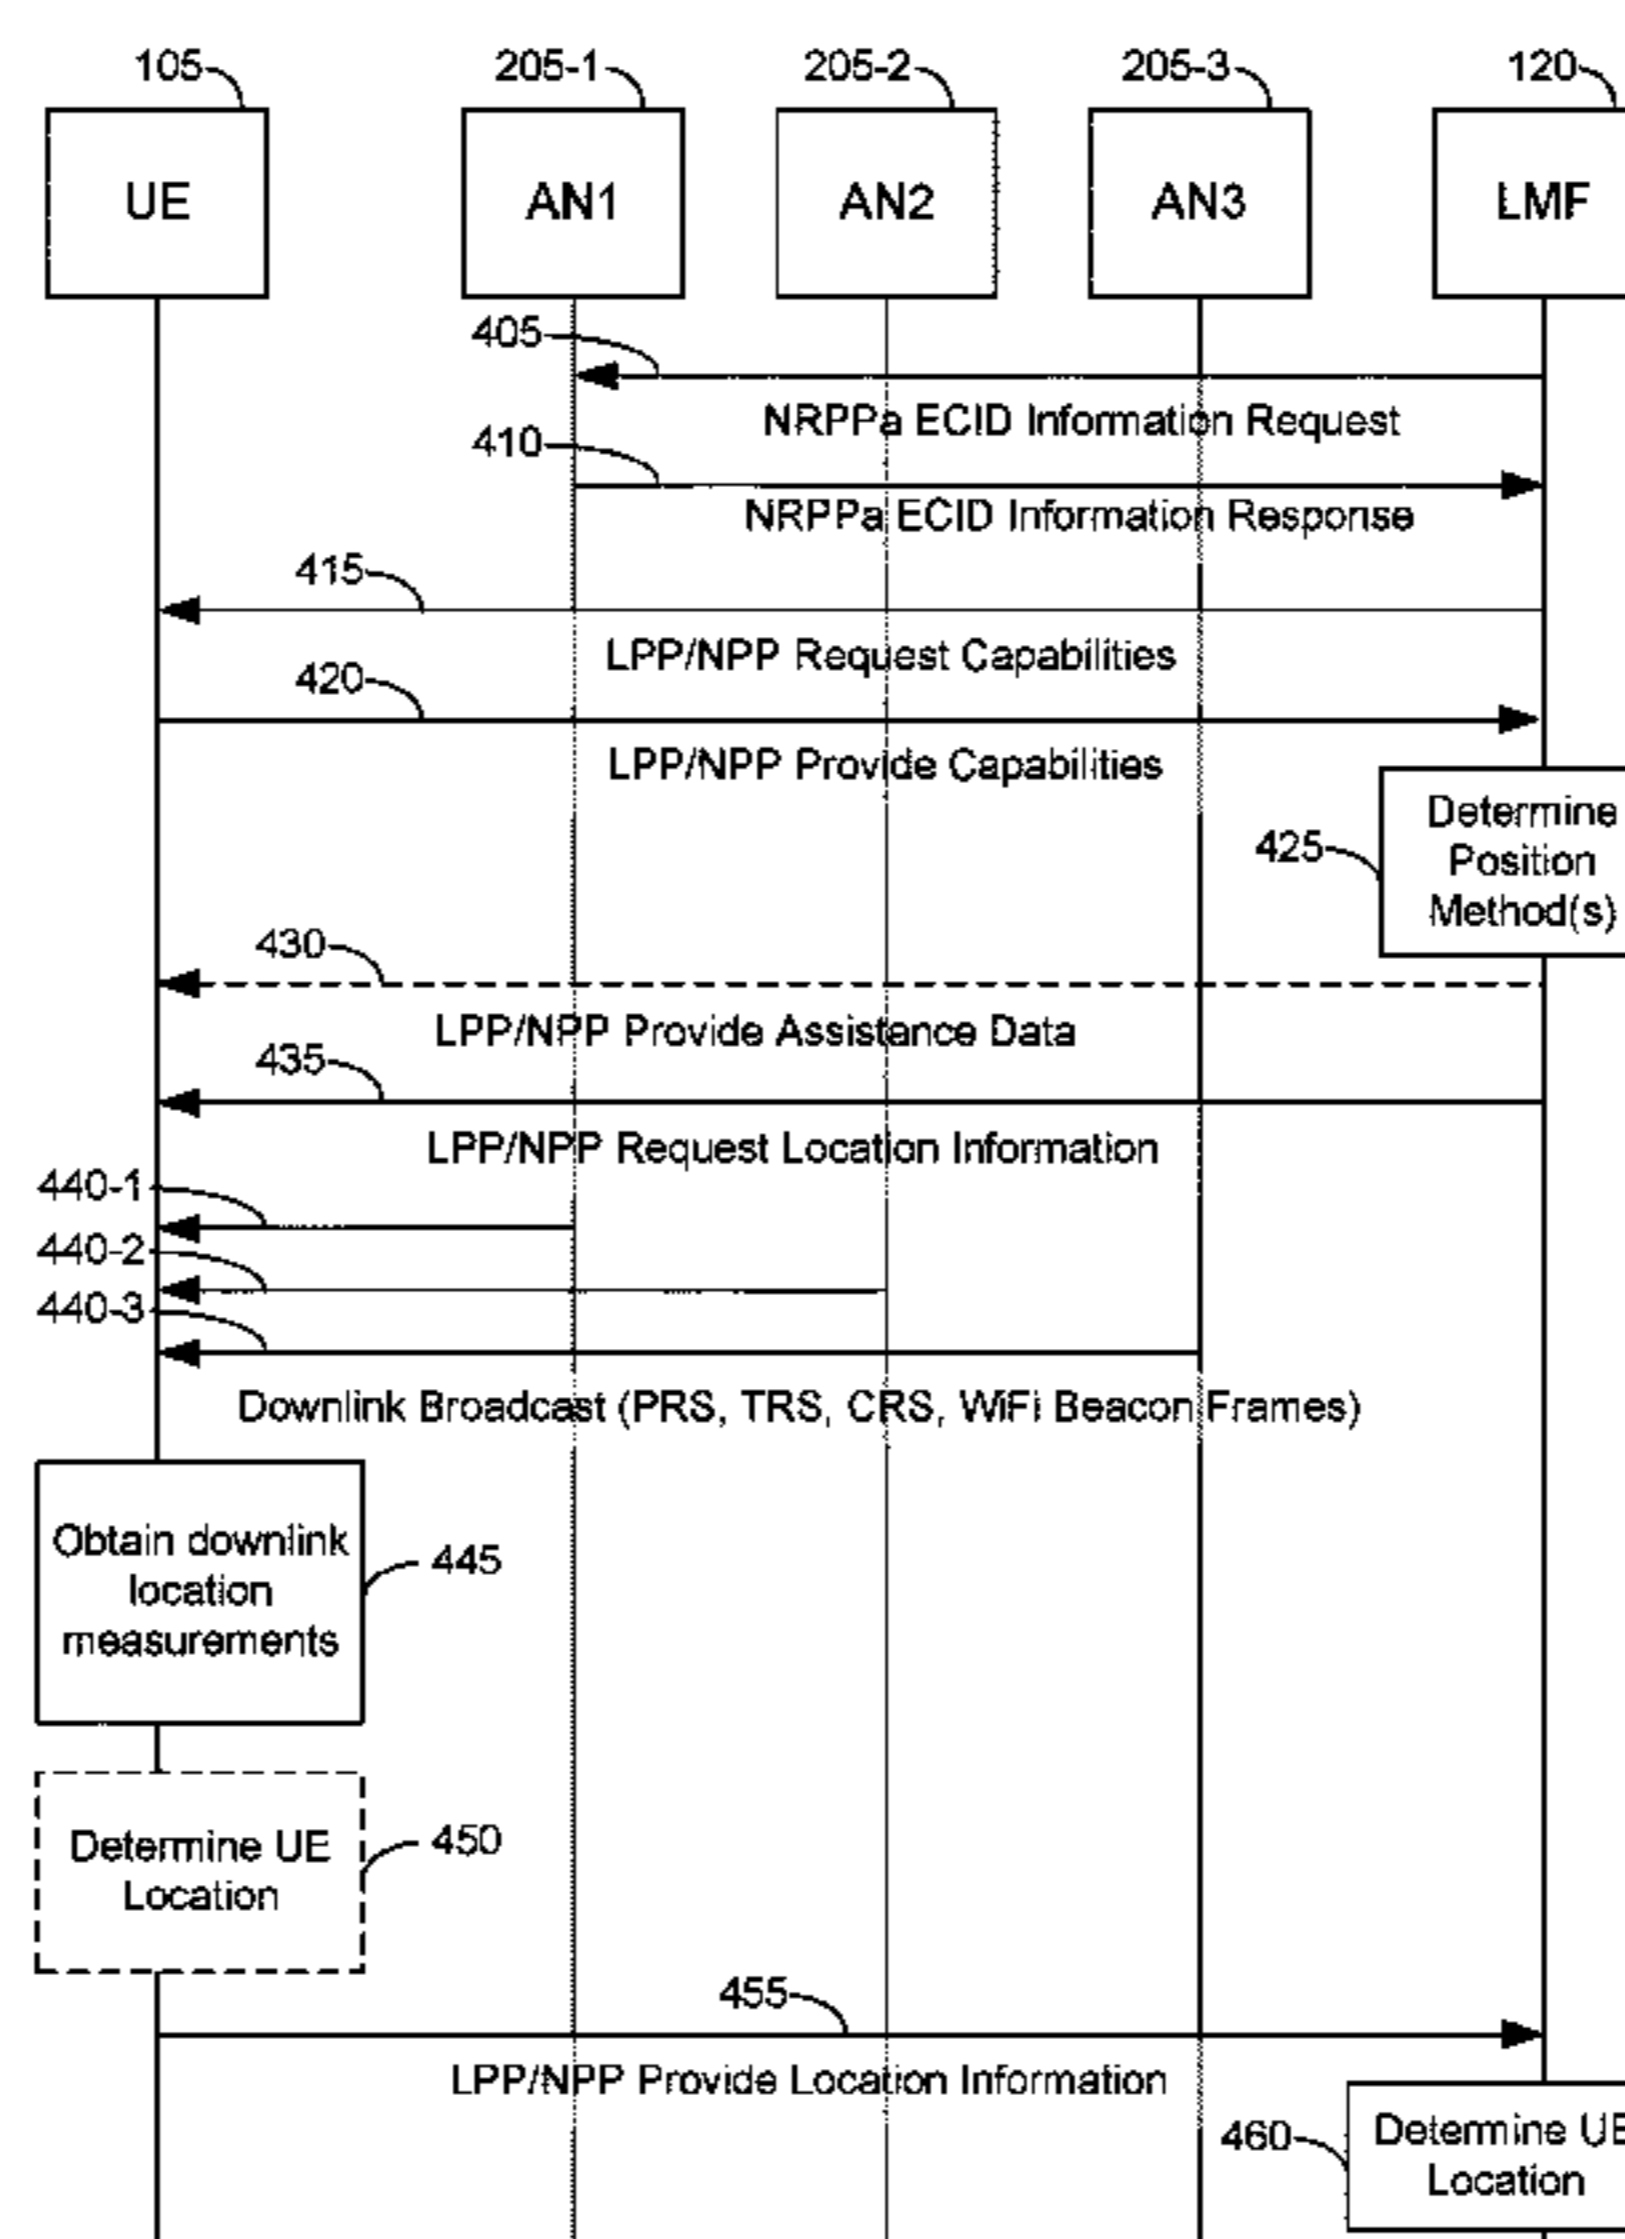 105
205-1
205-2
205-3
120
UE
AN1
AN2
AN3
LMF
405
NRPPa ECID Information Request
410
NRPPa ECID Information Response
415
LPP/NPP Request Capabilities
420
LPP/NPP Provide Capabilities
425
Determine
Position
Method(s)
430
LPP/NPP Provide Assistance Data
435
LPP/NPP Request Location Information
440-1
440-2
440-3
Downlink Broadcast (PRS, TRS, CRS, WiFi Beacon Frames)
Obtain downlink
location
measurements
445
Determine UE
Location
450
455
LPP/NPP Provide Location Information
460
Determine UE
Location